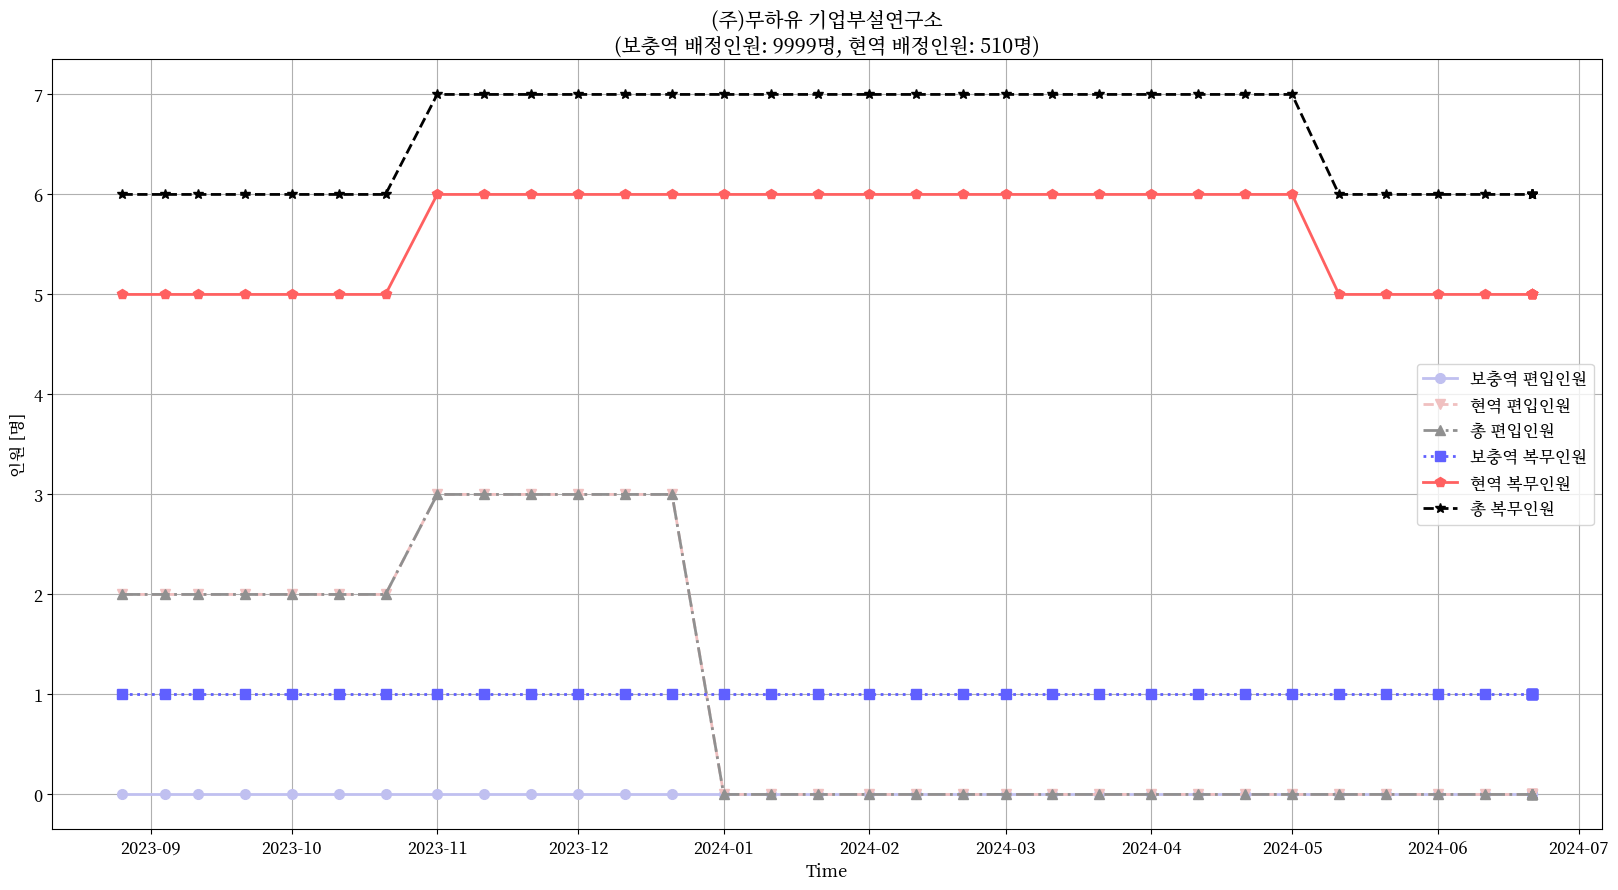 (주)무하유 기업부설연구소
(보충역 배정인원: 9999명, 현역 배정인원: 510명)
인원 [명]
7
6
5
4
3
2
1
0
보충역 편입인원
현역 편입인원
총 편입인원
보충역 복무인원
현역 복무인원
총 복무인원
2023-09 2023-10 2023-11 2023-12 2024-01 2024-02 2024-03 2024-04 2024-05 2024-06 2024-07
Time